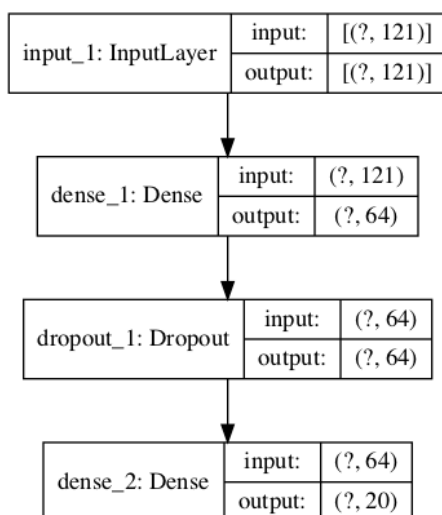 input_1: InputLayer
input: [(?, 121)]
output: [(?, 121)]
dense_1: Dense
input: (?, 121)
output: (?, 64)
dropout_1: Dropout
input: (?, 64)
output: (?, 64)
dense_2: Dense
input: (?, 64)
output: (?, 20)